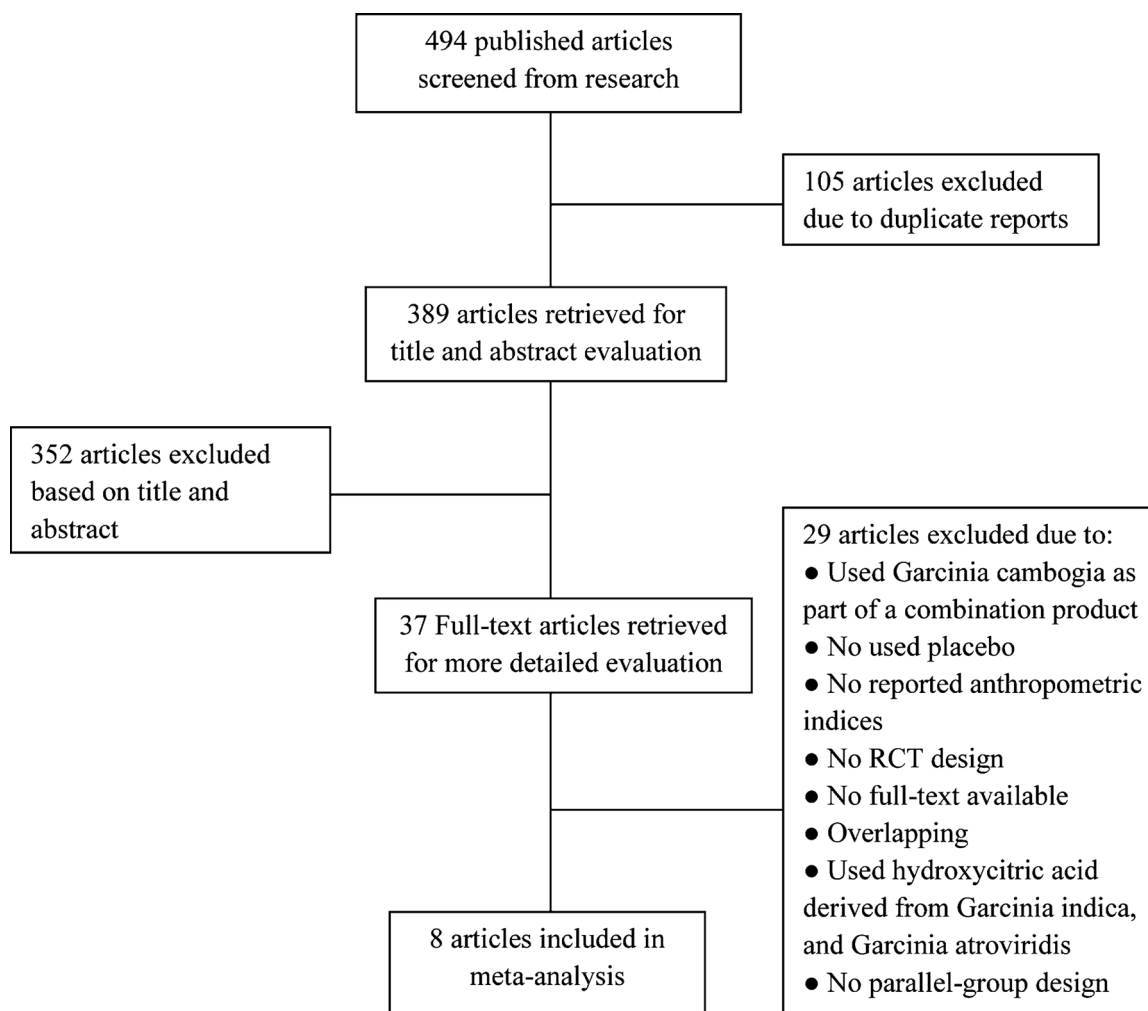 494 published articles
screened from research
105 articles excluded
due to duplicate reports
389 articles retrieved for
title and abstract evaluation
352 articles excluded
based on title and
abstract
37 Full-text articles retrieved
for more detailed evaluation
29 articles excluded due to:
● Used Garcinia cambogia as
part of a combination product
● No used placebo
● No reported anthropometric
indices
● No RCT design
● No full-text available
● Overlapping
● Used hydroxycitric acid
derived from Garcinia indica,
and Garcinia atroviridis
● No parallel-group design
8 articles included in
meta-analysis